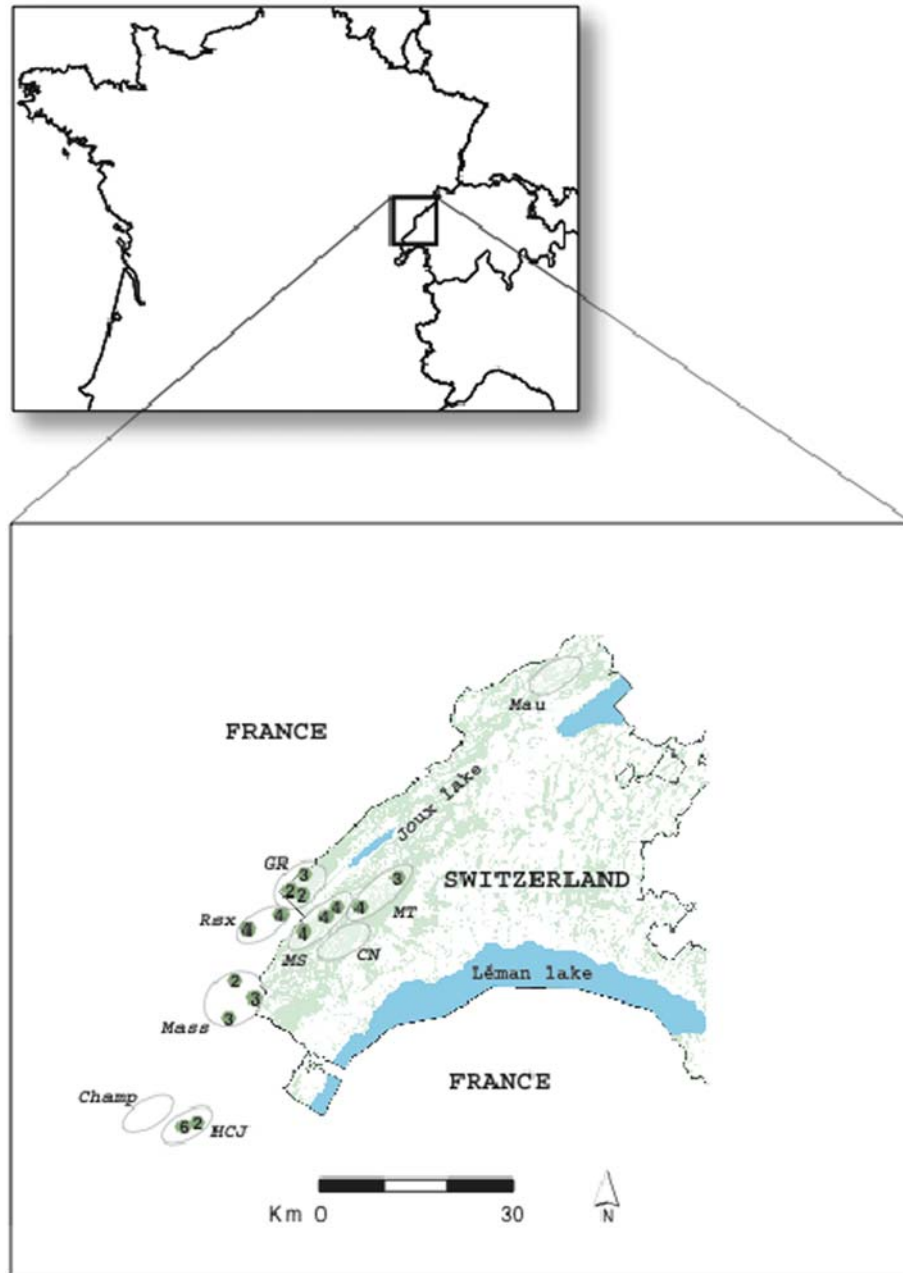 Mau
FRANCE
Joux lake
GR
3
3
2 2
SWITZERLAND
4 4 4
MT
Rsx
4 4
MS
CN
2
Léman lake
3
Mass
3
FRANCE
Champ
6 2 HCJ
Km 0 30
N